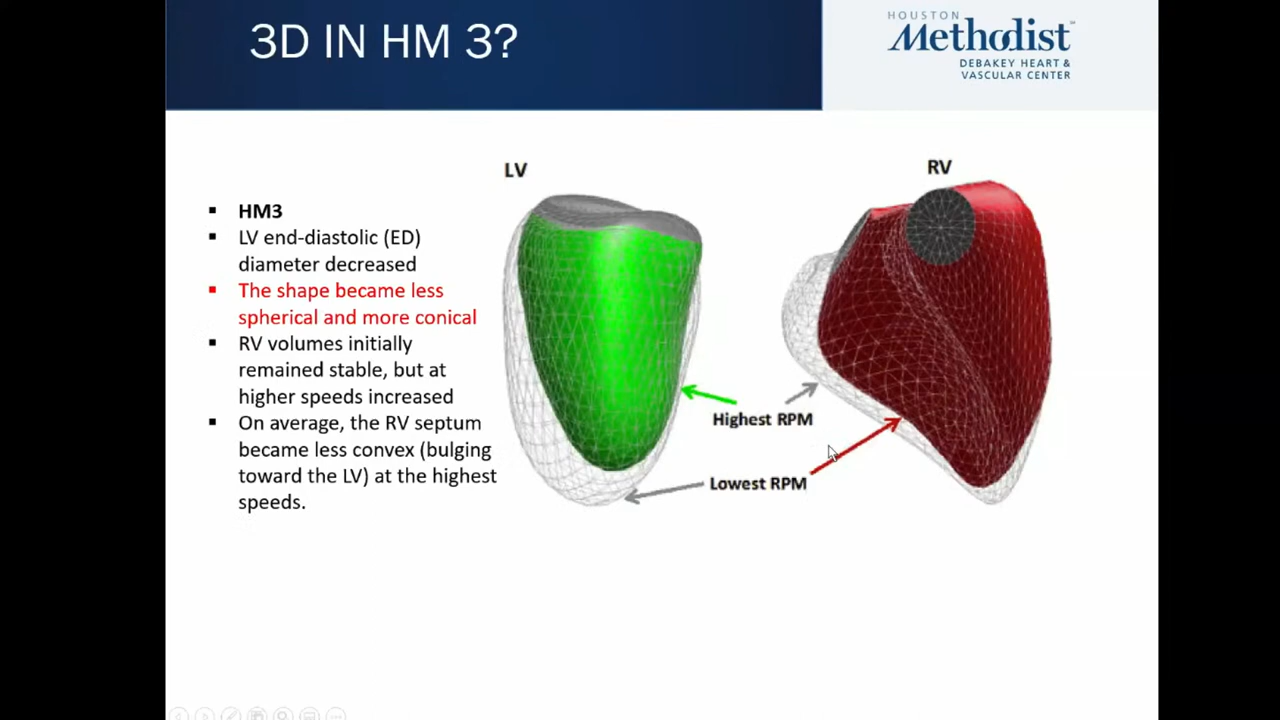 3D IN HM 3?
HOUSTON
Methodist
DEBAKEY HEART &
VASCULAR CENTER
HM3
LV end-diastolic (ED)
diameter decreased
The shape became less
spherical and more conical
RV volumes initially
remained stable, but at
higher speeds increased
On average, the RV septum
became less convex (bulging
toward the LV) at the highest
speeds.
LV
RV
Highest RPM
Lowest RPM